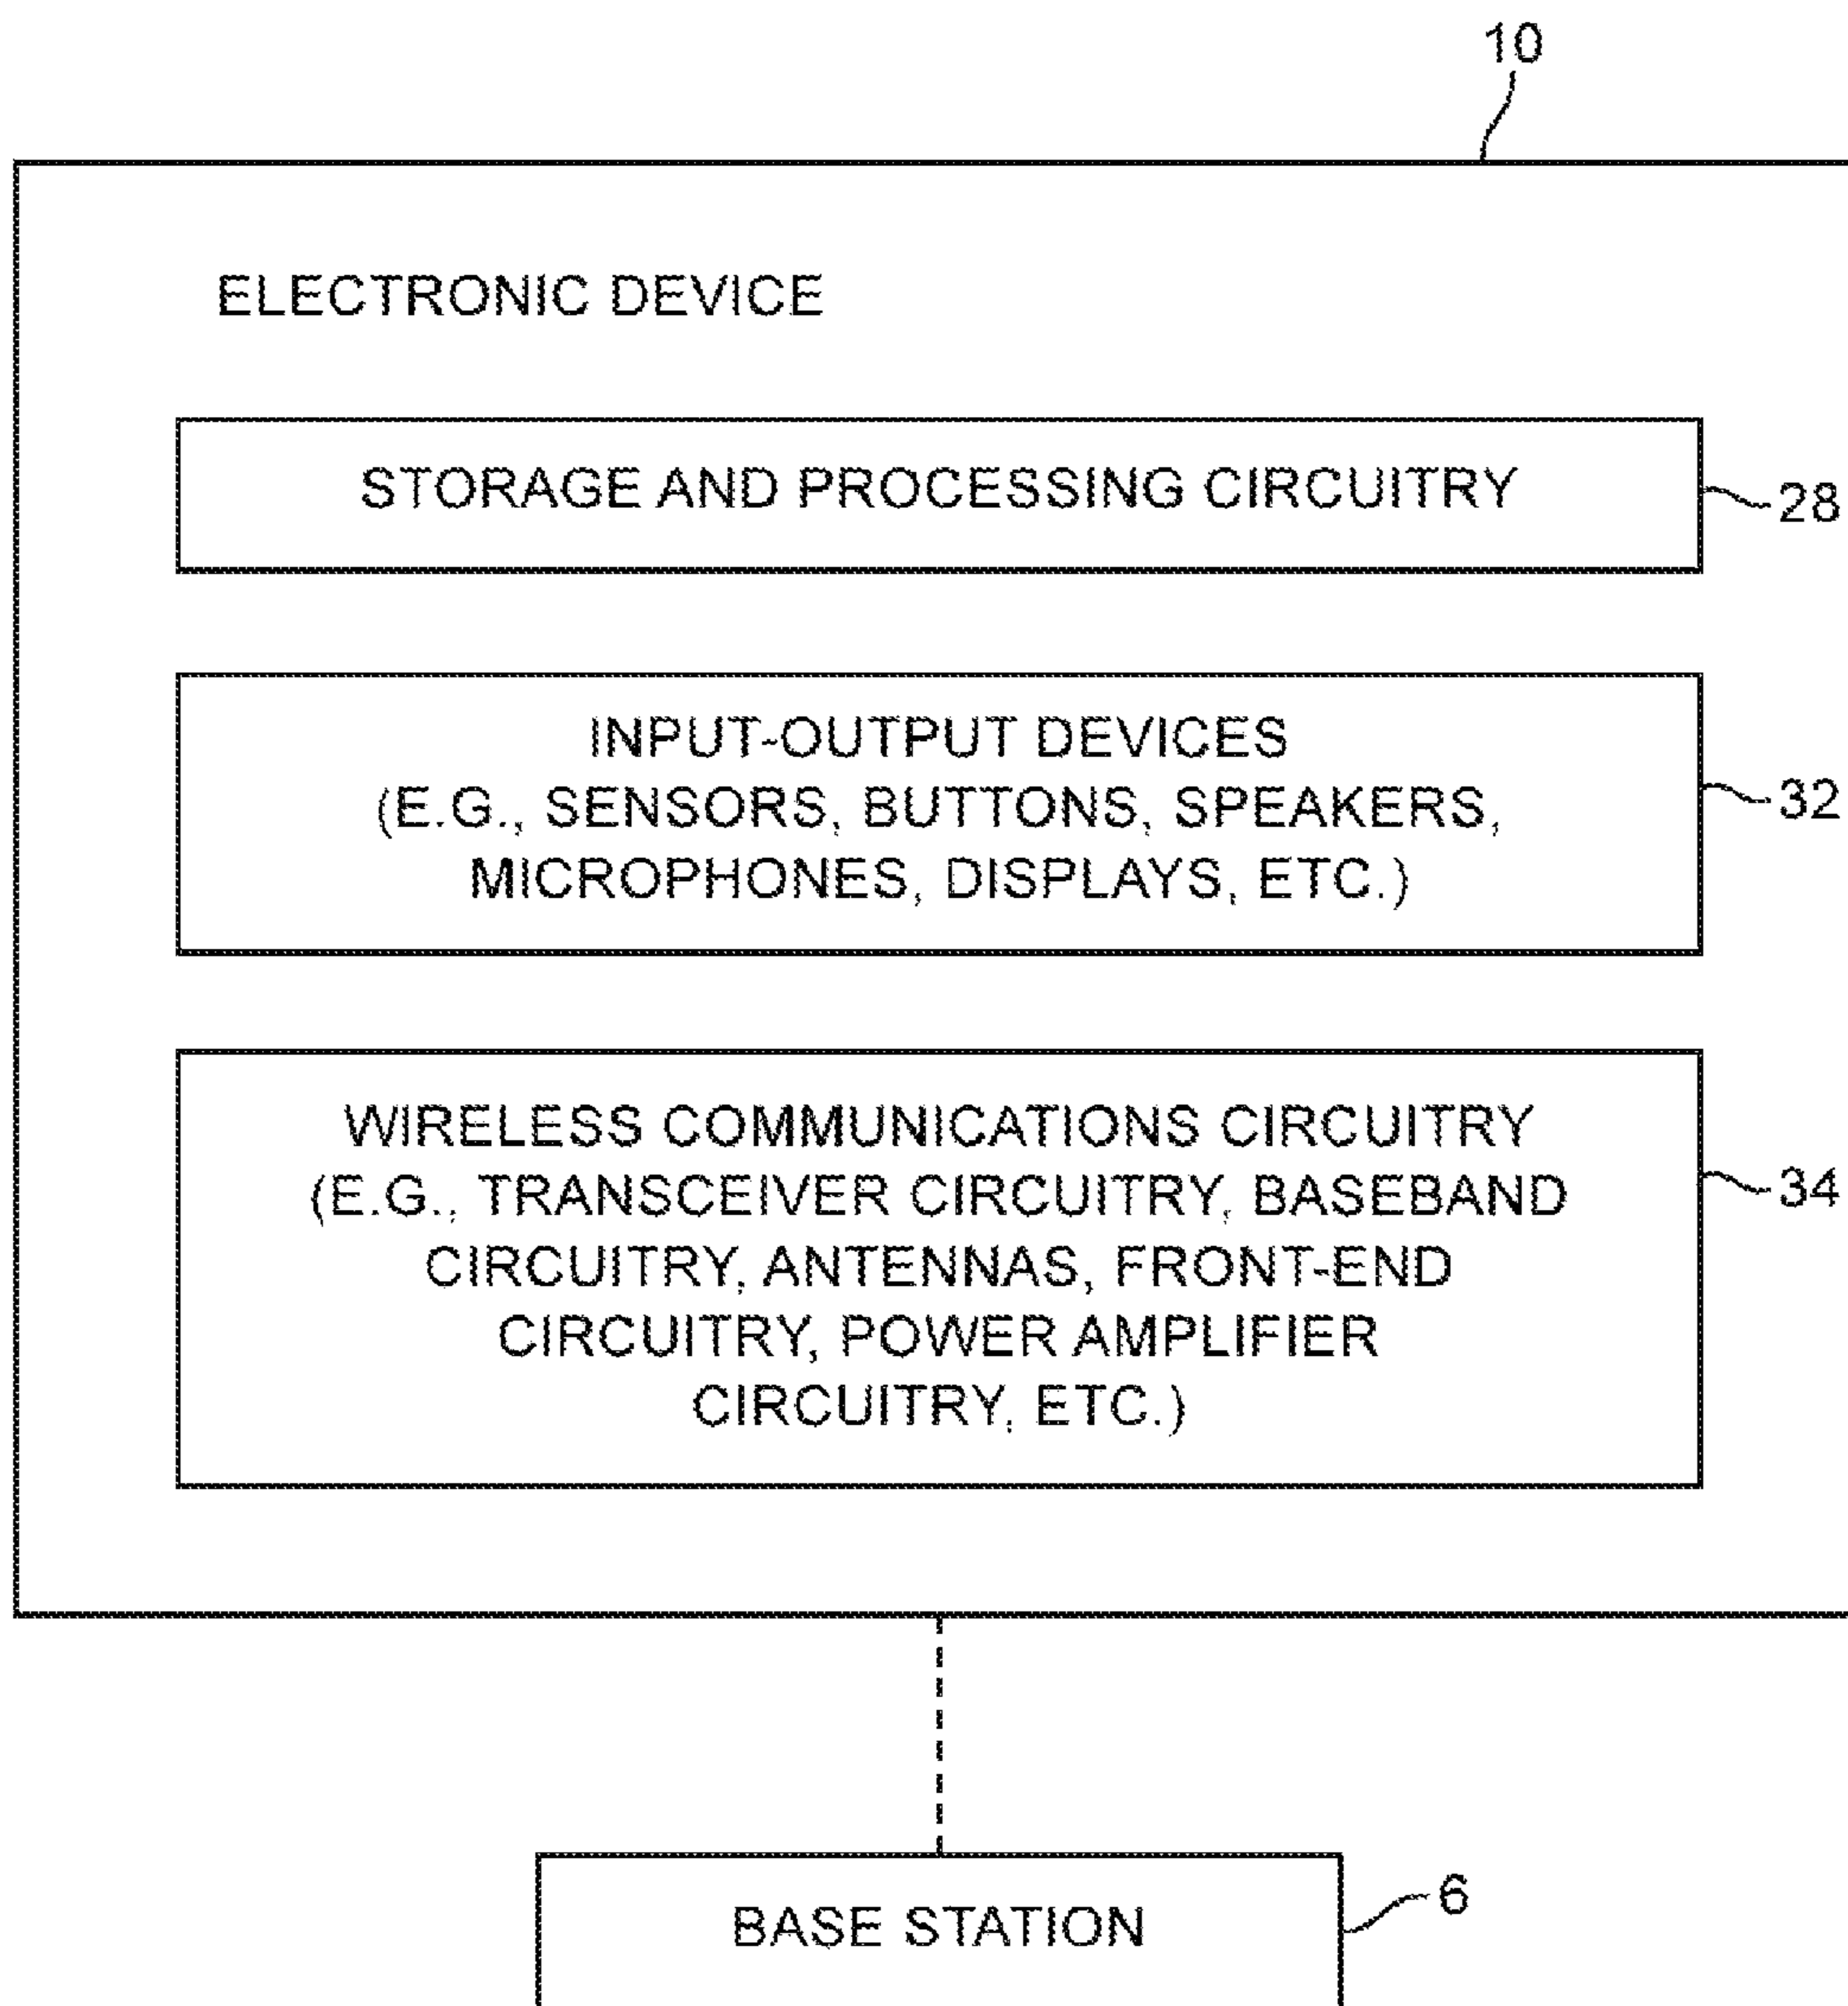 10
ELECTRONIC DEVICE
STORAGE AND PROCESSING CIRCUITRY
28
INPUT-OUTPUT DEVICES
(E.G., SENSORS, BUTTONS, SPEAKERS,
MICROPHONES, DISPLAYS, ETC.)
32
WIRELESS COMMUNICATIONS CIRCUITRY
(E.G., TRANSCEIVER CIRCUITRY, BASEBAND
CIRCUITRY, ANTENNAS, FRONT-END
CIRCUITRY, POWER AMPLIFIER
CIRCUITRY, ETC.)
34
BASE STATION
6